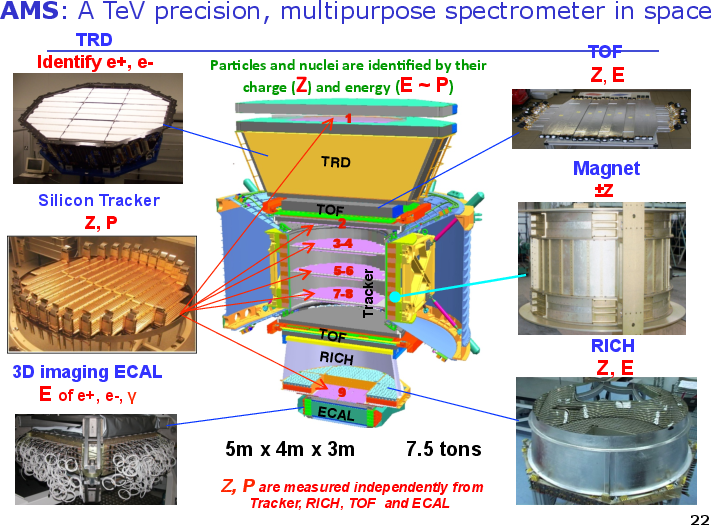 AMS: A TeV precision, multipurpose spectrometer in space
TRD
Identify e+, e-
Particles and nuclei are identified by their
charge (Z) and energy (E ~ P)
TOF
Z, E
1
TRD
Silicon Tracker
Z, P
Magnet
±Z
TOF
2
3-4
5-6
7-8
Tracker
TOF
RICH
9
ECAL
3D imaging ECAL
E of e+, e-, γ
RICH
Z, E
5m x 4m x 3m
7.5 tons
Z, P are measured independently from
Tracker, RICH, TOF and ECAL
22